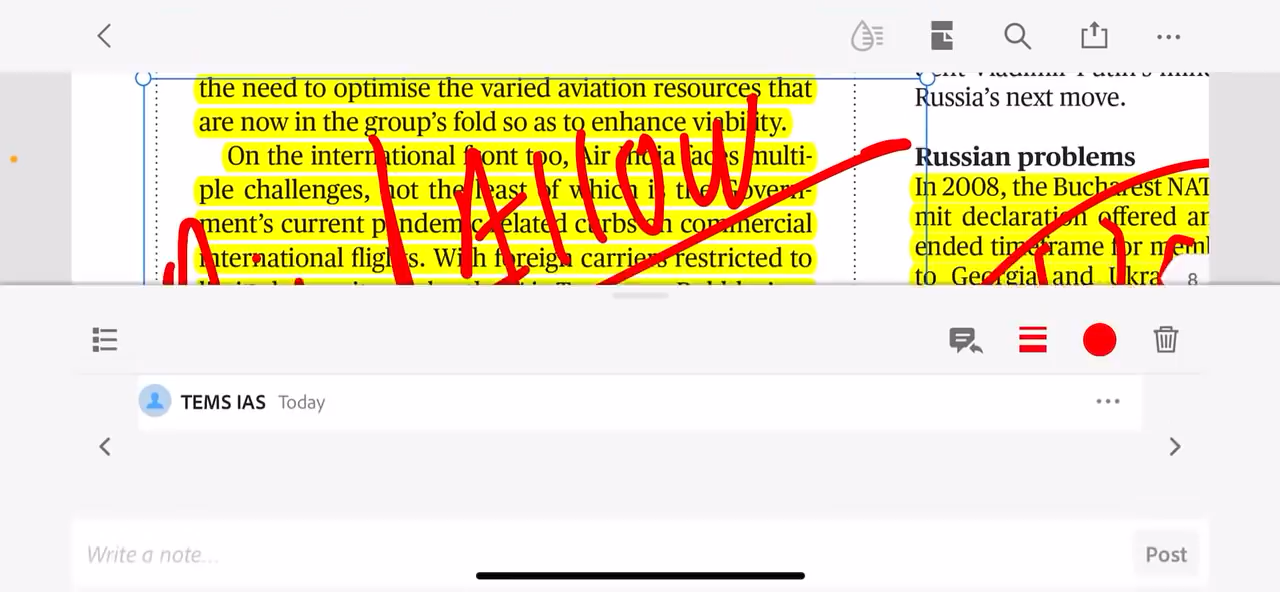 the need to optimise the varied aviation resources that
are now in the group's fold so as to enhance viability.
On the international front too, Air India faces multi-
ple challenges, not the least of which is the Govern-
ment's current pandemic-related curbs on commercial
international flights. With foreign carriers restricted to
Allow
Russia's next move.
Russian problems
In 2008, the Bucharest NAT
mit declaration offered an
ended timeframe for memb
to Georgia and Ukra
8
TEMS IAS Today
Write a note...
Post